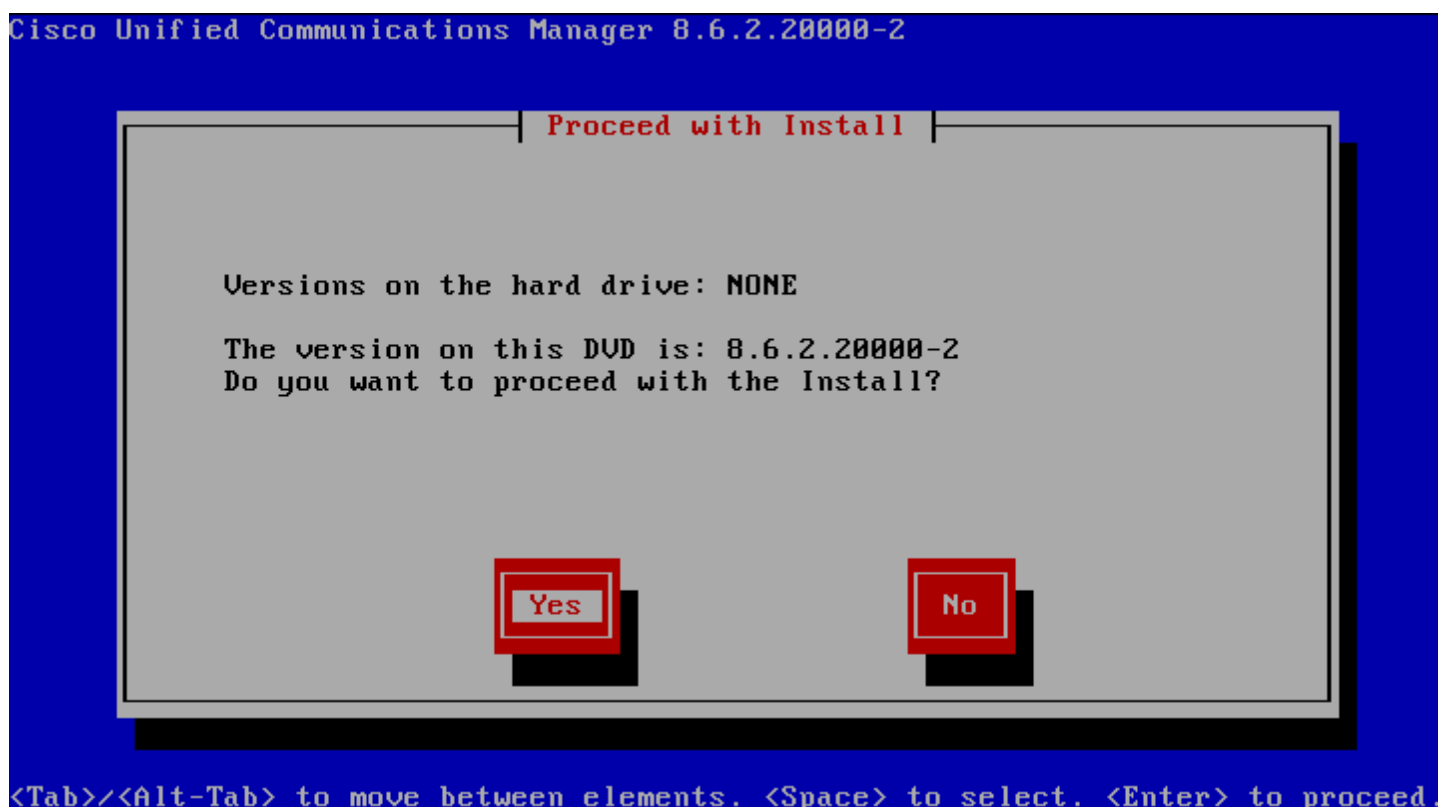 Cisco Unified Communications Manager 8.6.2.20000-2
Proceed with Install
Versions on the hard drive: NONE
The version on this DVD is: 8.6.2.20000-2
Do you want to proceed with the Install?
Yes No
<Tab>/<Alt-Tab> to move between elements. <Space> to select. <Enter> to proceed